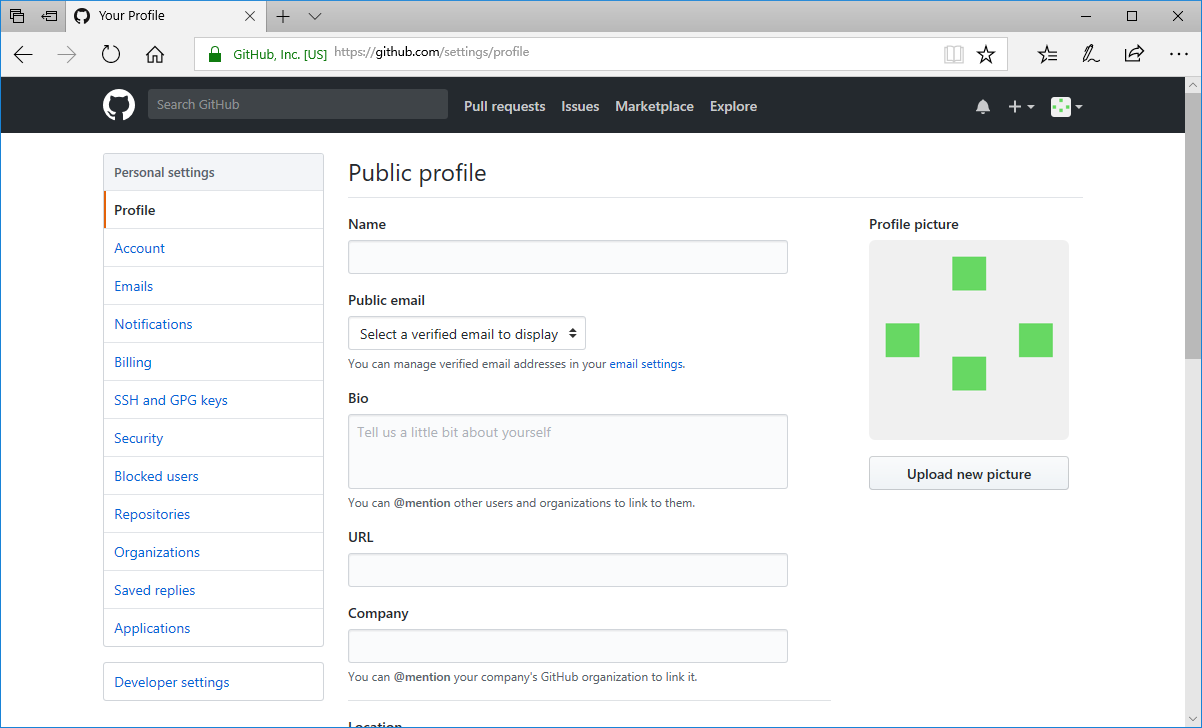 Your Profile
GitHub, Inc. [US] https://github.com/settings/profile
Search GitHub
Pull requests
Issues
Marketplace
Explore
Personal settings
Profile
Account
Emails
Notifications
Billing
SSH and GPG keys
Security
Blocked users
Repositories
Organizations
Saved replies
Applications
Developer settings
Public profile
Name
Public email
Select a verified email to display
You can manage verified email addresses in your email settings.
Bio
Tell us a little bit about yourself
You can @mention other users and organizations to link to them.
URL
Company
You can @mention your company's GitHub organization to link it.
Location
Profile picture
Upload new picture